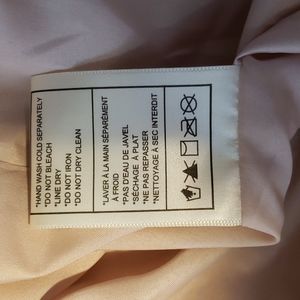 *HAND WASH COLD SEPARATELY
*DO NOT BLEACH
*LINE DRY
*DO NOT IRON
*DO NOT DRY CLEAN
*LAVER À LA MAIN SÉPARÉMENT
À FROID
*PAS D'EAU DE JAVEL
*SÉCHAGE À PLAT
*NE PAS REPASSER
*NETTOYAGE A SEC INTERDIT